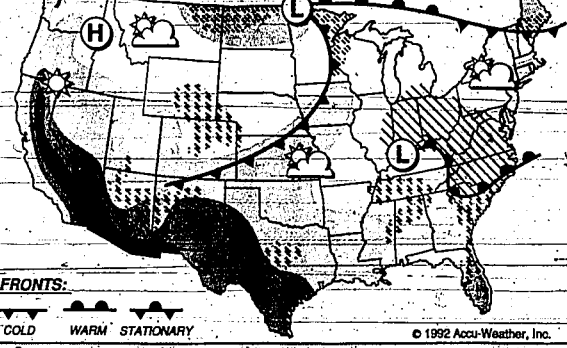 H
L
L
FRONTS:
COLD WARM STATIONARY
© 1992 Accu-Weather, Inc.